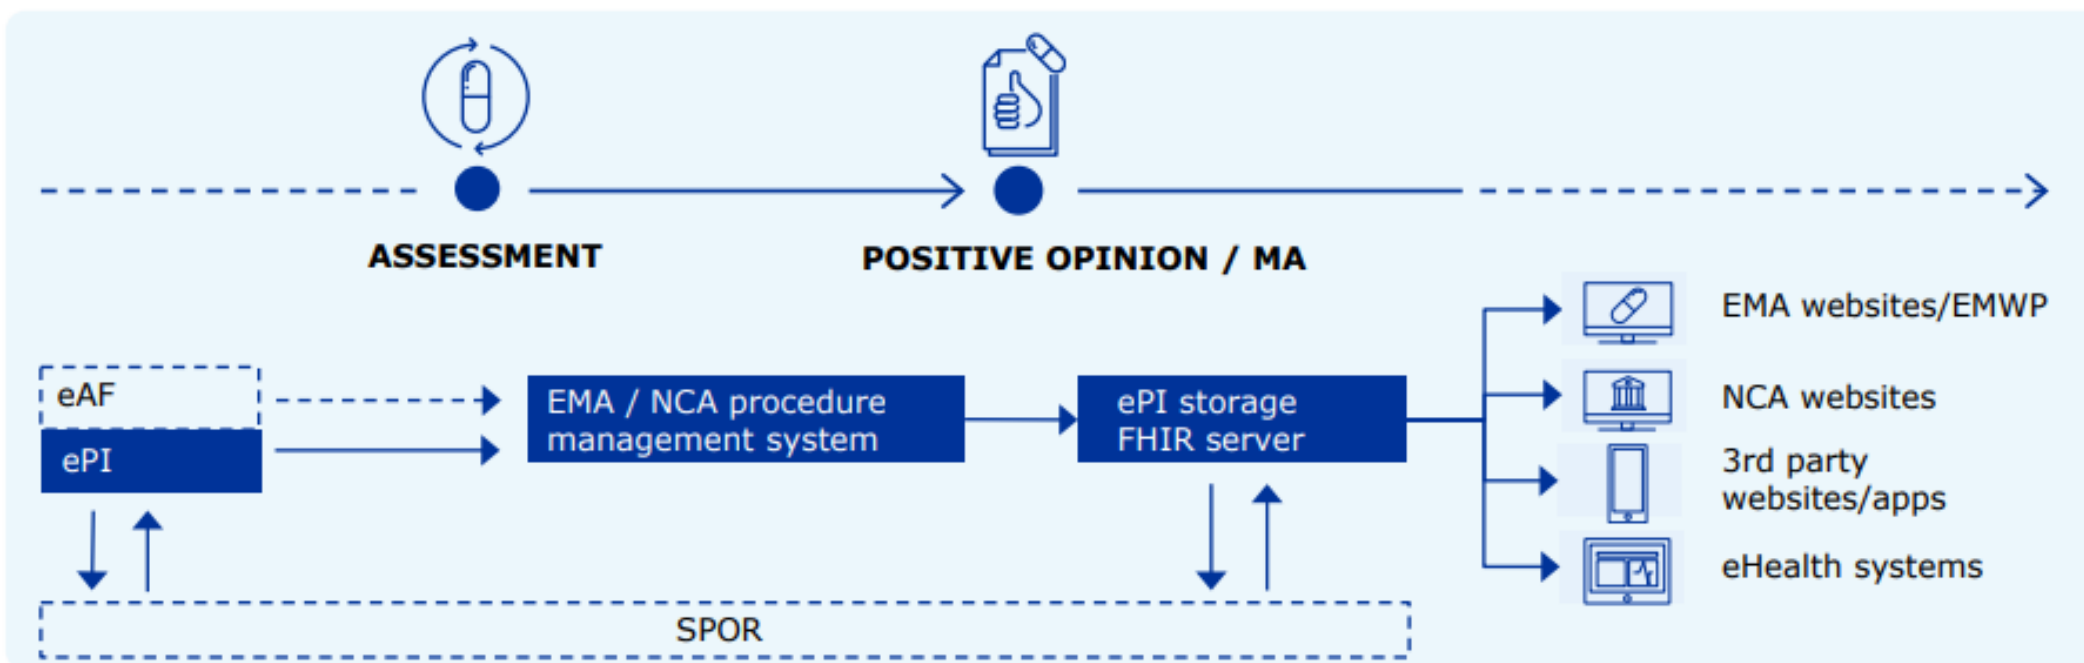 ASSESSMENT
POSITIVE OPINION / MA
EMA websites/EMWP
eAF
EMA / NCA procedure
management system
ePI storage
FHIR server
NCA websites
ePI
3rd party
websites/apps
eHealth systems
SPOR